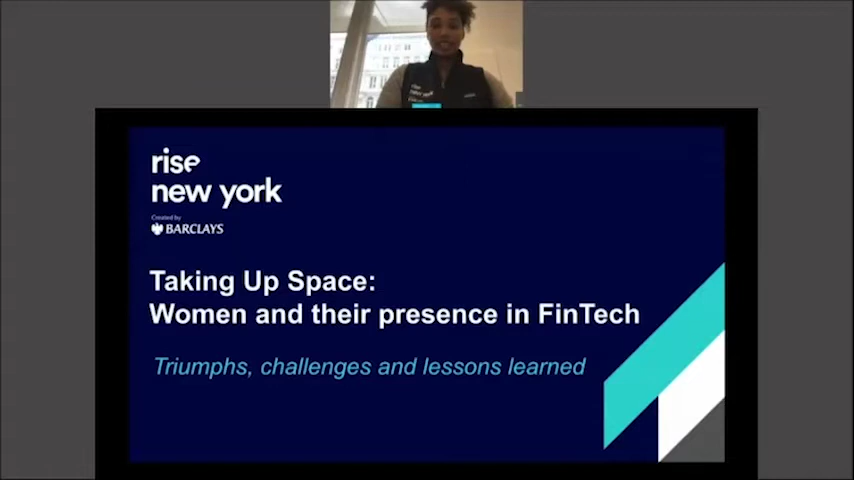 rise
new york
Created by
BARCLAYS
Taking Up Space:
Women and their presence in FinTech
Triumphs, challenges and lessons learned